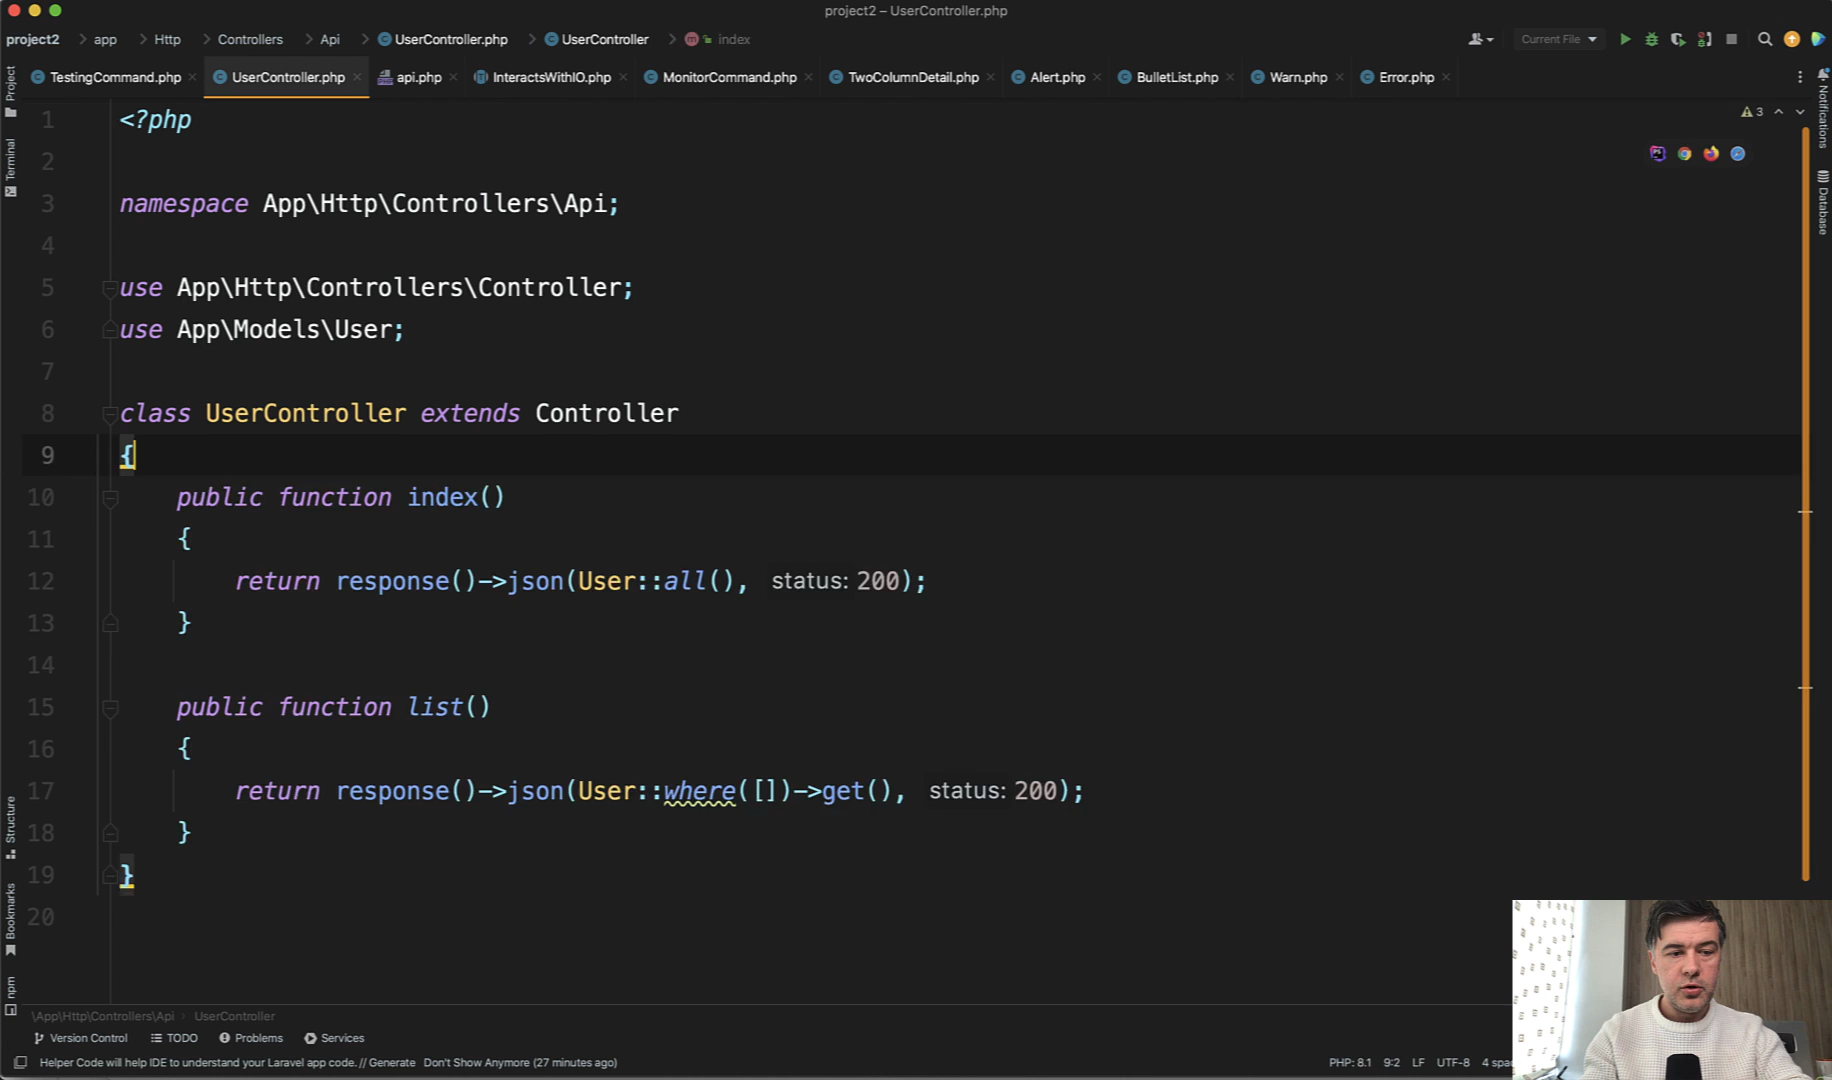 project2 – UserController.php
project2 app Http Controllers Api UserController.php UserController index
Current File
TestingCommand.php UserController.php api.php InteractsWithIO.php MonitorCommand.php TwoColumnDetail.php Alert.php BulletList.php Warn.php Error.php
Project
Terminal
Structure
Bookmarks
npm
Notifications
Database
3
1 <?php
2
3 namespace App\Http\Controllers\Api;
4
5 use App\Http\Controllers\Controller;
6 use App\Models\User;
7
8 class UserController extends Controller
9 {
10 public function index()
11 {
12 return response()->json(User::all(), status: 200);
13 }
14
15 public function list()
16 {
17 return response()->json(User::where([])->get(), status: 200);
18 }
19 }
20
\App\Http\Controllers\Api UserController
Version Control TODO Problems Services
Helper Code will help IDE to understand your Laravel app code. // Generate Don't Show Anymore (27 minutes ago)
PHP: 8.1 9:2 LF UTF-8 4